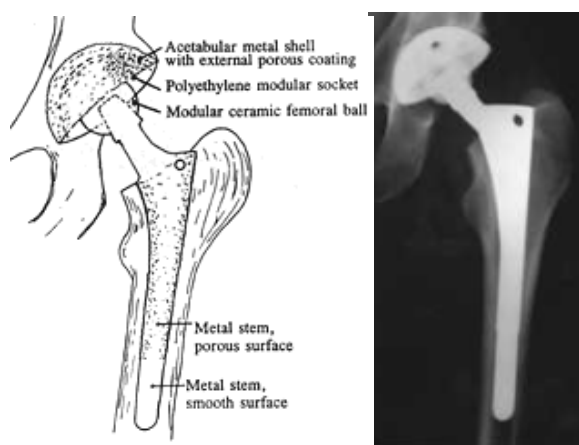 Acetabular metal shell
with external porous coating
Polyethylene modular socket
Modular ceramic femoral ball
Metal stem,
porous surface
Metal stem,
smooth surface